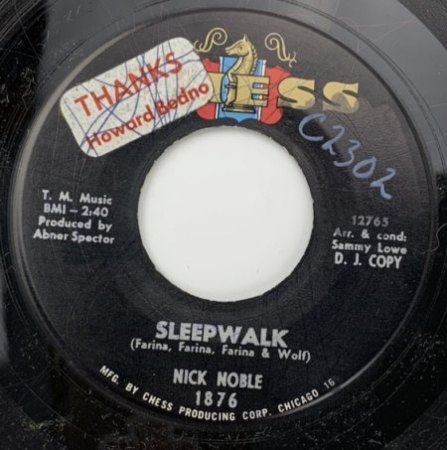 THANKS
Howard Bedno
ESS
C2302
T. M. Music
BMI - 2:40
Produced by
Abner Spector
12765
Arr. & cond:
Sammy Lowe
D. J. COPY
SLEEPWALK
(Farina, Farina, Farina & Wolf)
NICK NOBLE
1876
MFG. BY CHESS PRODUCING CORP. CHICAGO 16